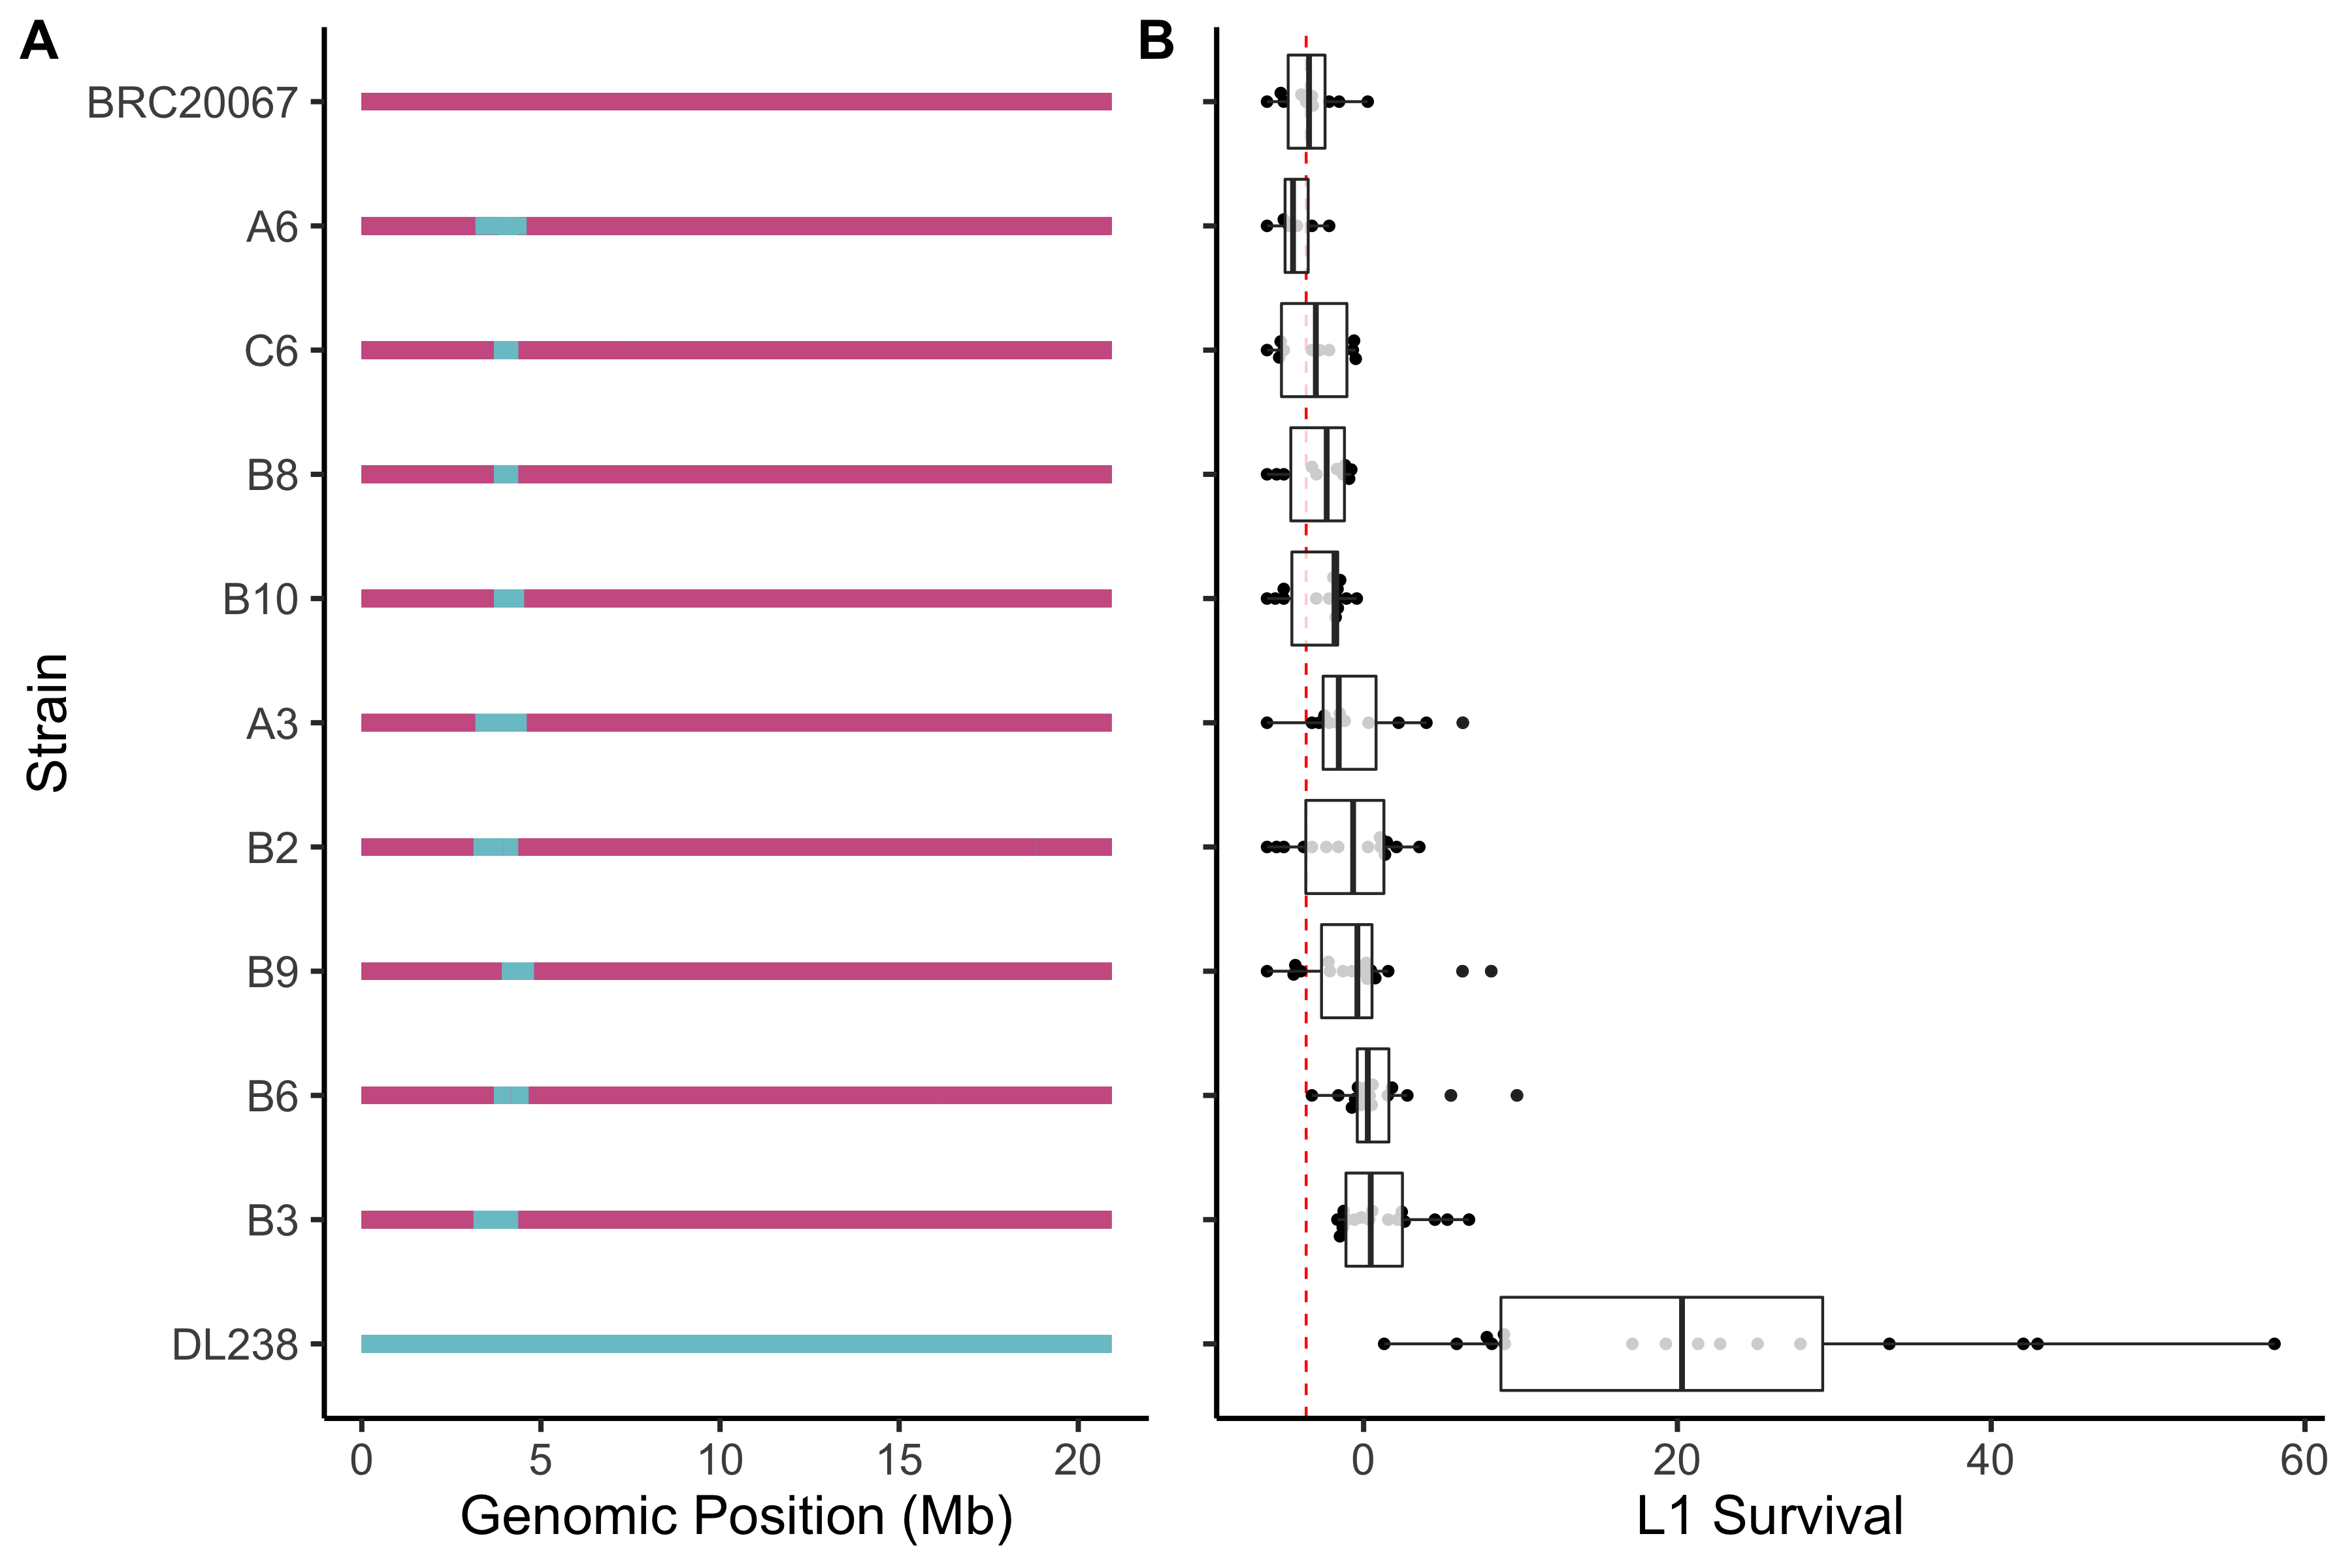 A
B
BRC20067
A6
C6
B8
B10
A3
B2
B9
B6
B3
DL238
Strain
0 5 10 15 20
0 20 40 60
Genomic Position (Mb)
L1 Survival